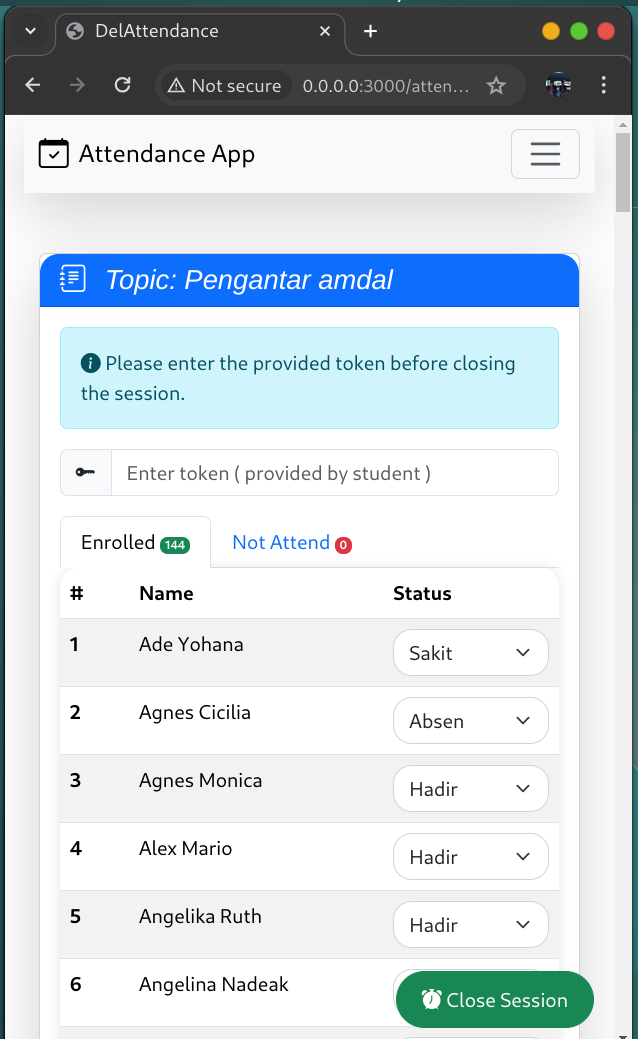 DelAttendance
Not secure 0.0.0.0:3000/atten...
Attendance App
Topic: Pengantar amdal
Please enter the provided token before closing
the session.
Enter token ( provided by student )
Enrolled 144 Not Attend 0
# Name Status
1 Ade Yohana Sakit
2 Agnes Cicilia Absen
3 Agnes Monica Hadir
4 Alex Mario Hadir
5 Angelika Ruth Hadir
6 Angelina Nadeak
Close Session